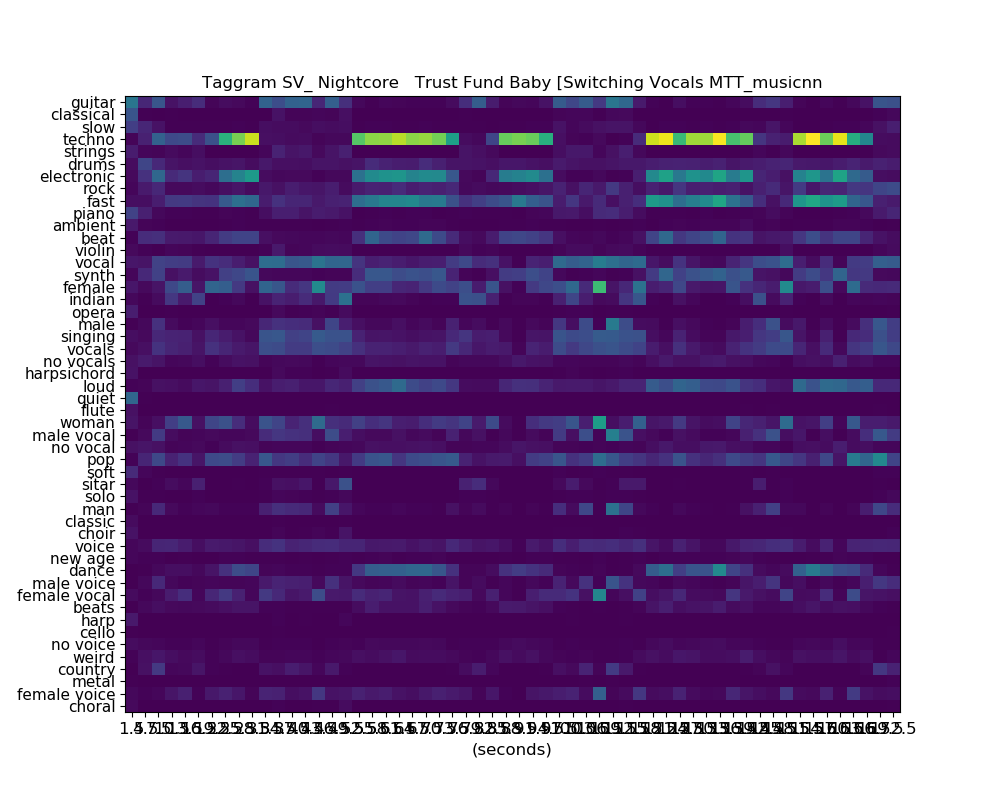 Taggram SV_ Nightcore   Trust Fund Baby [Switching Vocals MTT_musicnn
guitar
classical
slow
techno
strings
drums
electronic
rock
fast
piano
ambient
beat
violin
vocal
synth
female
indian
opera
male
singing
vocals
no vocals
harpsichord
loud
quiet
flute
woman
male vocal
no vocal
pop
soft
sitar
solo
man
classic
choir
voice
new age
dance
male voice
female vocal
beats
harp
cello
no voice
weird
country
metal
female voice
choral
(seconds)